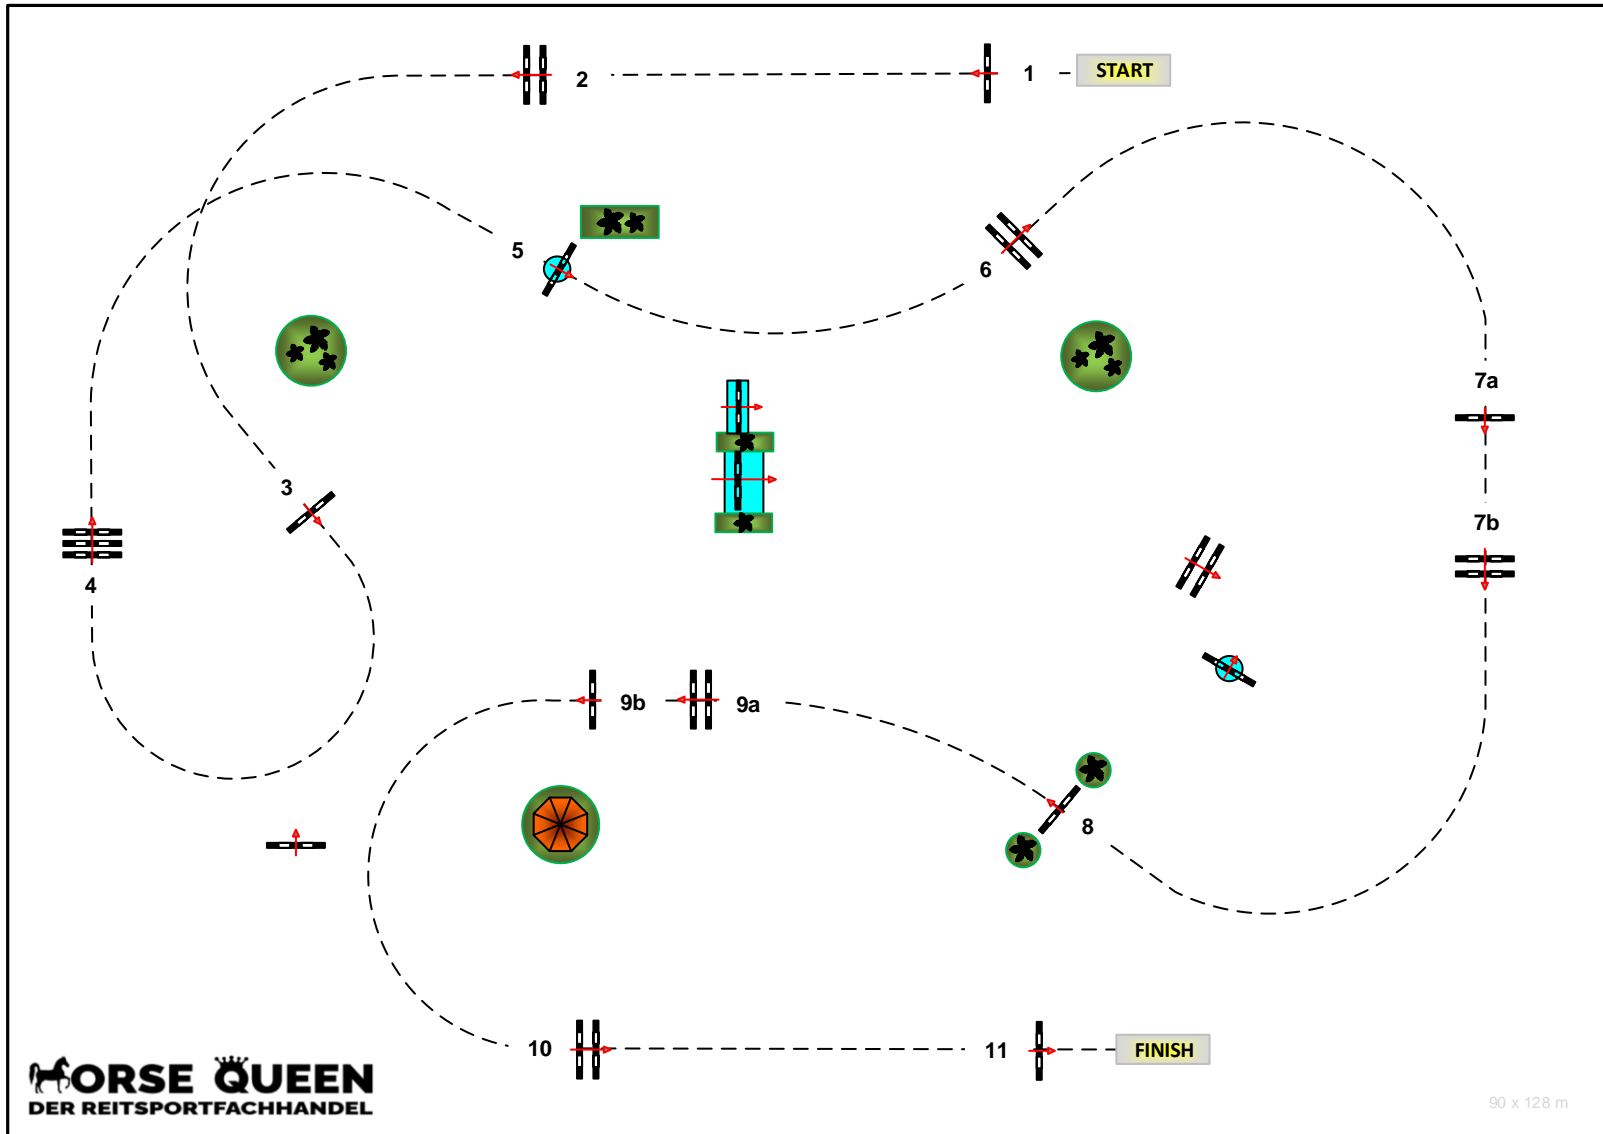 2
1
START
5
6
7a
3
7b
4
9b
9a
8
10
11
FINISH
HORSE QUEEN
DER REITSPORTFACHHANDEL
90 x 128 m